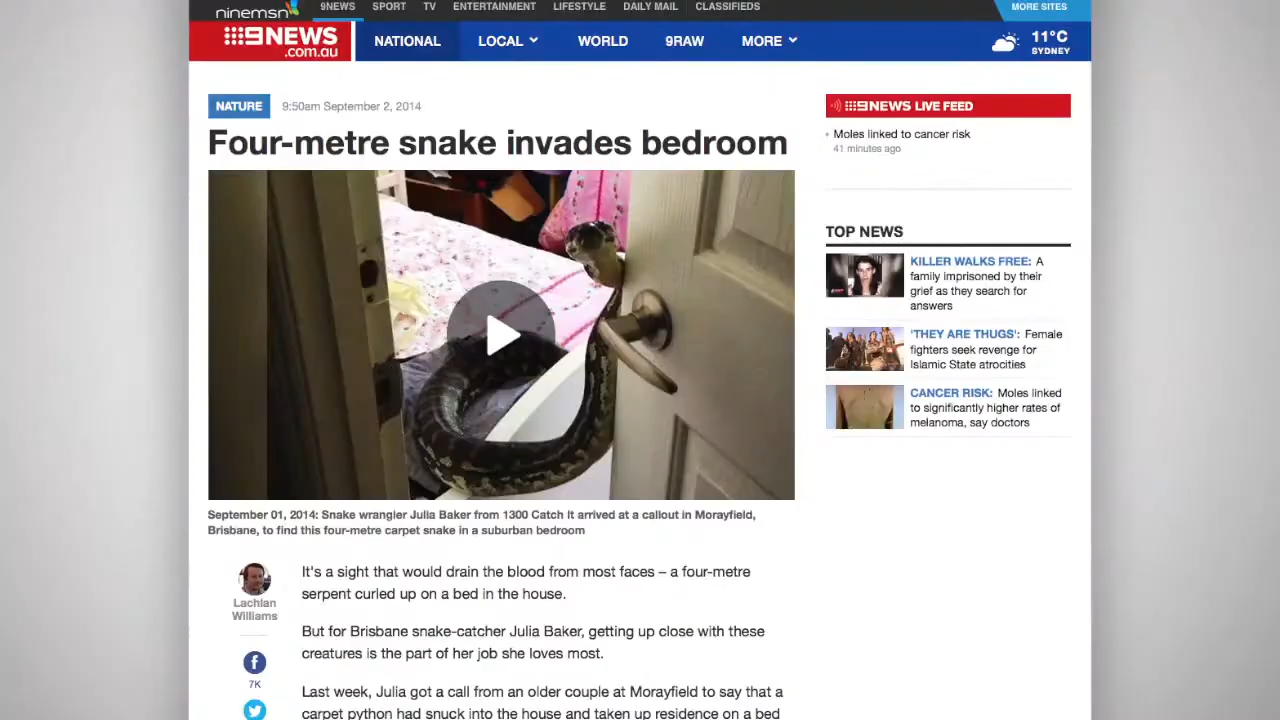 ninemsn
9NEWS SPORT TV ENTERTAINMENT LIFESTYLE DAILY MAIL CLASSIFIEDS
MORE SITES
9NEWS
.com.au
NATIONAL LOCAL WORLD 9RAW MORE
11°C
SYDNEY
NATURE 9:50am September 2, 2014
Four-metre snake invades bedroom
September 01, 2014: Snake wrangler Julia Baker from 1300 Catch It arrived at a callout in Morayfield,
Brisbane, to find this four-metre carpet snake in a suburban bedroom
Lachlan
Williams
7K
It's a sight that would drain the blood from most faces – a four-metre
serpent curled up on a bed in the house.
But for Brisbane snake-catcher Julia Baker, getting up close with these
creatures is the part of her job she loves most.
Last week, Julia got a call from an older couple at Morayfield to say that a
carpet python had snuck into the house and taken up residence on a bed
9NEWS LIVE FEED
Moles linked to cancer risk
41 minutes ago
TOP NEWS
KILLER WALKS FREE: A
family imprisoned by their
grief as they search for
answers
'THEY ARE THUGS': Female
fighters seek revenge for
Islamic State atrocities
CANCER RISK: Moles linked
to significantly higher rates of
melanoma, say doctors